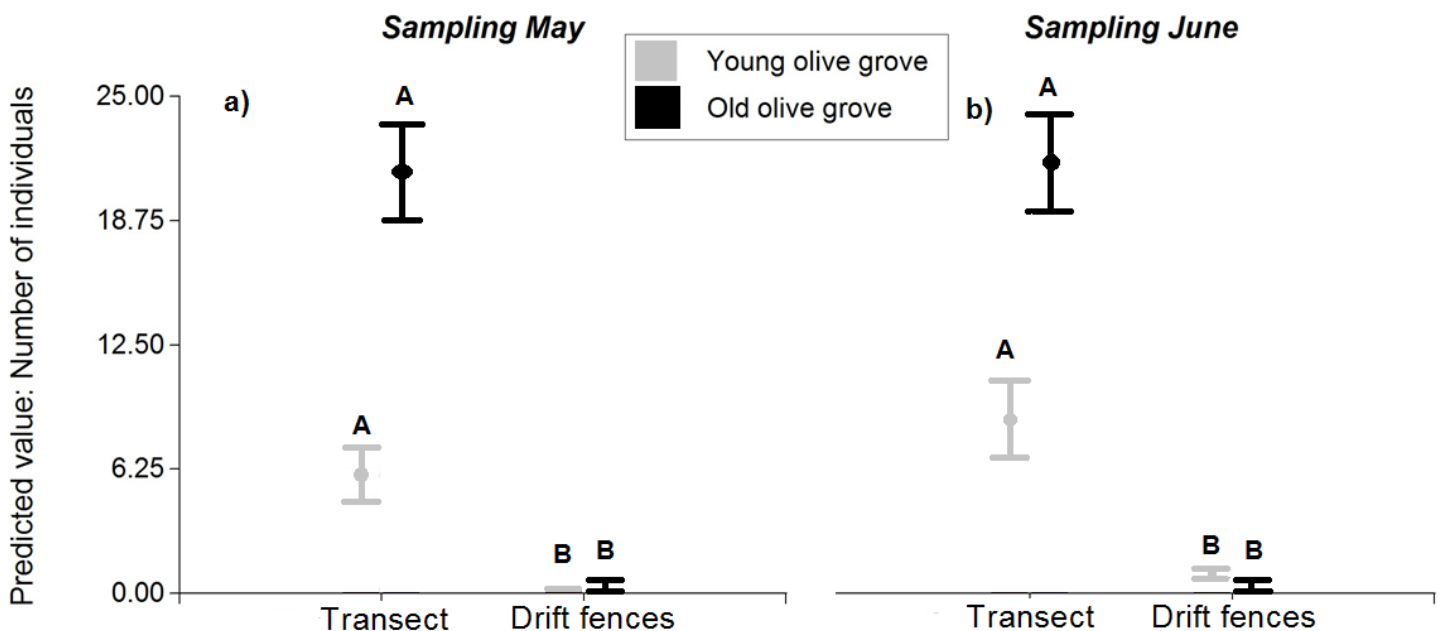 Sampling May
Sampling June
Young olive grove
Old olive grove
a)
b)
Predicted value: Number of individuals
25.00
18.75
12.50
6.25
0.00
A
A
B
B
A
A
B
B
Transect
Drift fences
Transect
Drift fences